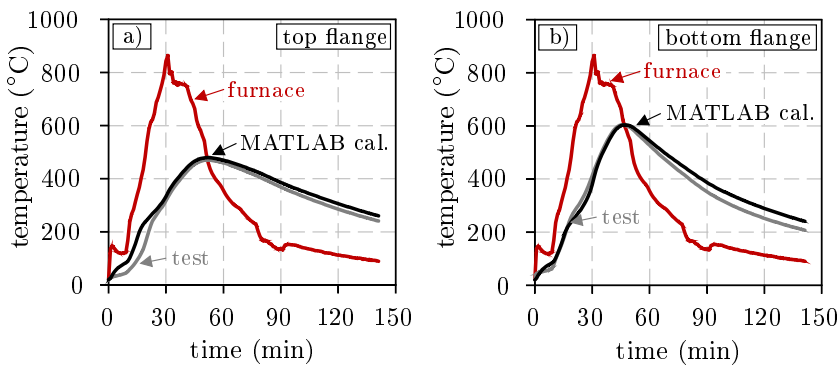 a)
top flange
1000
800
600
400
200
0
temperature (°C)
furnace
MATLAB cal.
test
0 30 60 90 120 150
time (min)
b)
bottom flange
1000
800
600
400
200
0
temperature (°C)
furnace
MATLAB cal.
test
0 30 60 90 120 150
time (min)